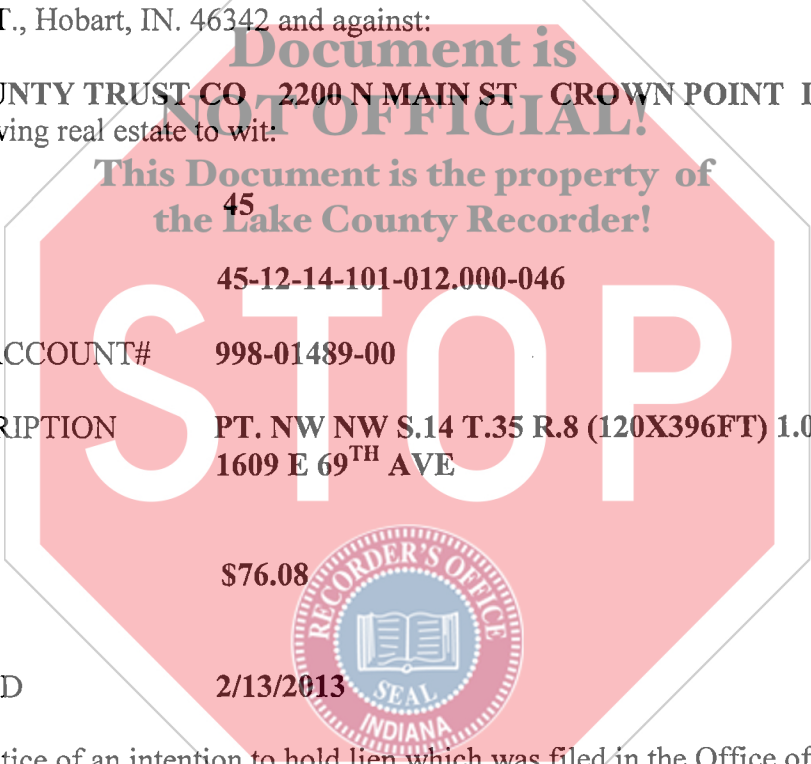 T., Hobart, IN. 46342 and against:
Document is
UNTY TRUST CO 2200 N MAIN ST CROWN POINT I
NOT OFFICIAL!
ving real estate to wit:
This Document is the property of
45
the Lake County Recorder!
45-12-14-101-012.000-046
ACCOUNT# 998-01489-00
RIPTION PT. NW NW S.14 T.35 R.8 (120X396FT) 1.0
1609 E 69TH AVE
STOP
$76.08
RECORDER'S OFFICE
SEAL
INDIANA
D 2/13/2013
tice of an intention to hold lien which was filed in the Office of